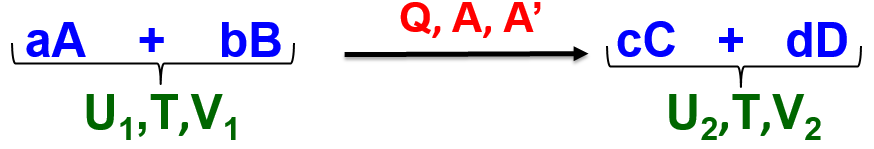 Q, A, A’
aA + bB cC + dD
U₁,T,V₁ U₂,T,V₂